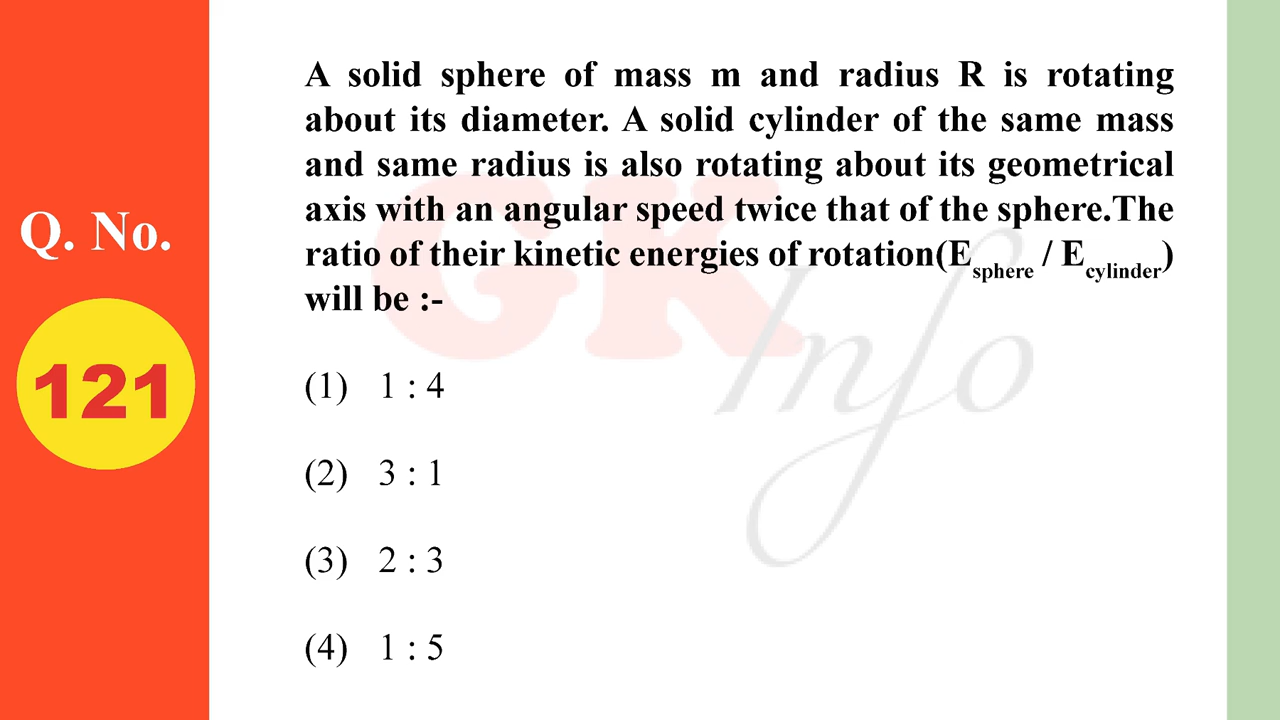 Q. No.
121
A solid sphere of mass m and radius R is rotating
about its diameter. A solid cylinder of the same mass
and same radius is also rotating about its geometrical
axis with an angular speed twice that of the sphere.The
ratio of their kinetic energies of rotation(Esphere / Ecylinder)
will be :-
(1) 1 : 4
(2) 3 : 1
(3) 2 : 3
(4) 1 : 5
GK
Info